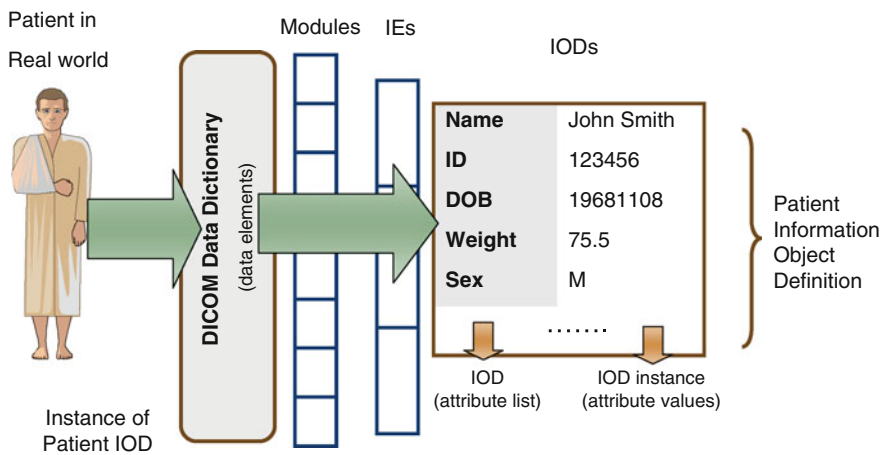 Patient in
Real world
Modules
IEs
IODs
DICOM Data Dictionary
(data elements)
Name John Smith
ID 123456
DOB 19681108
Weight 75.5
Sex M
.......
Patient
Information
Object
Definition
IOD
(attribute list)
IOD instance
(attribute values)
Instance of
Patient IOD